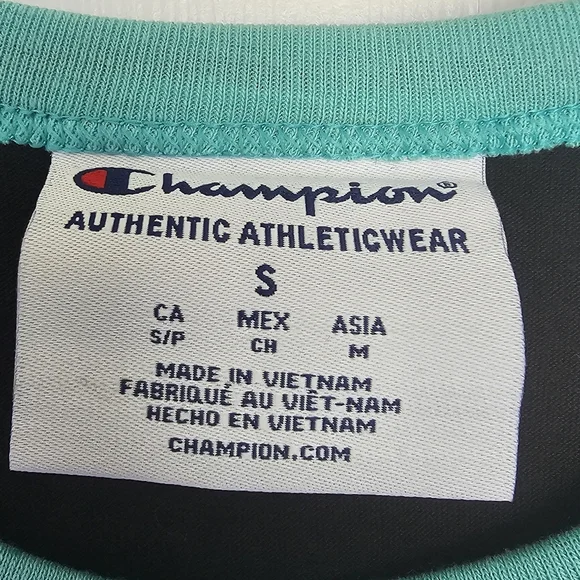 Champion®
AUTHENTIC ATHLETICWEAR
S
CA MEX ASIA
S/P CH M
MADE IN VIETNAM
FABRIQUÉ AU VIÊT-NAM
HECHO EN VIETNAM
CHAMPION.COM